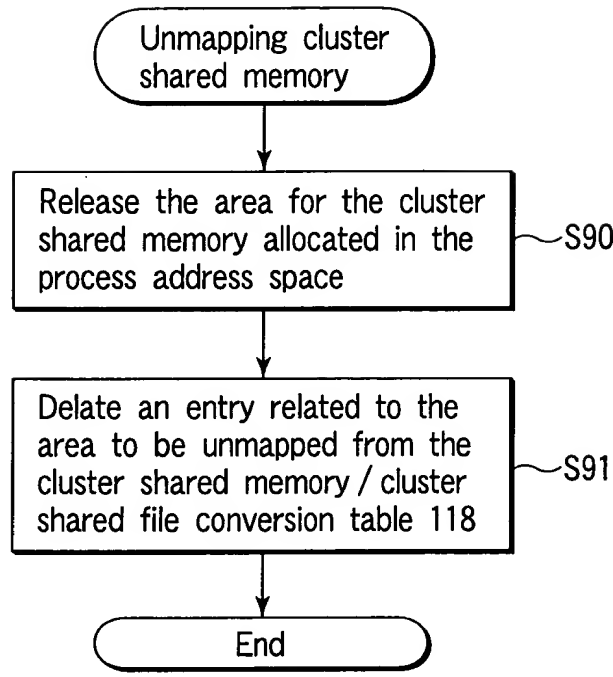 Unmapping cluster
shared memory
Release the area for the cluster
shared memory allocated in the
process address space
S90
Delate an entry related to the
area to be unmapped from the
cluster shared memory / cluster
shared file conversion table 118
S91
End